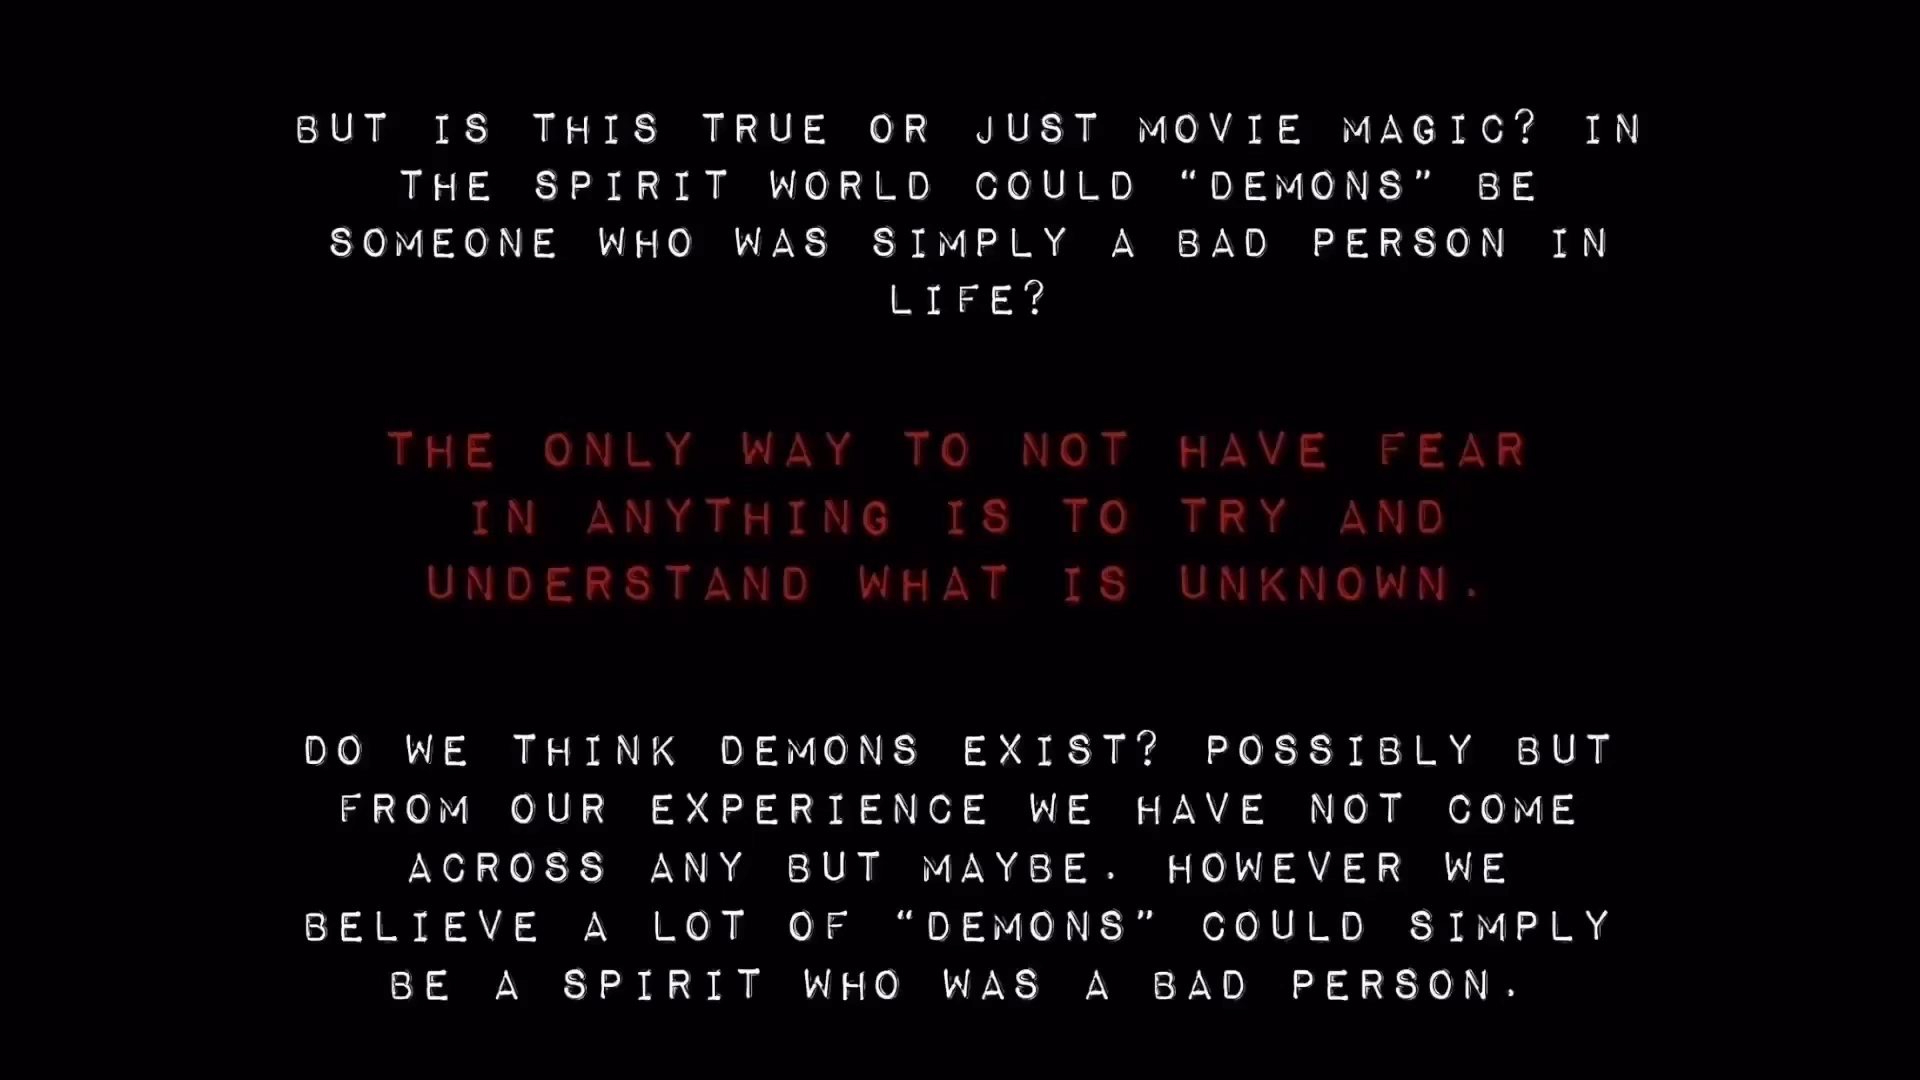 BUT IS THIS TRUE OR JUST MOVIE MAGIC? IN
THE SPIRIT WORLD COULD “DEMONS” BE
SOMEONE WHO WAS SIMPLY A BAD PERSON IN
LIFE?
THE ONLY WAY TO NOT HAVE FEAR
IN ANYTHING IS TO TRY AND
UNDERSTAND WHAT IS UNKNOWN.
DO WE THINK DEMONS EXIST? POSSIBLY BUT
FROM OUR EXPERIENCE WE HAVE NOT COME
ACROSS ANY BUT MAYBE. HOWEVER WE
BELIEVE A LOT OF “DEMONS” COULD SIMPLY
BE A SPIRIT WHO WAS A BAD PERSON.